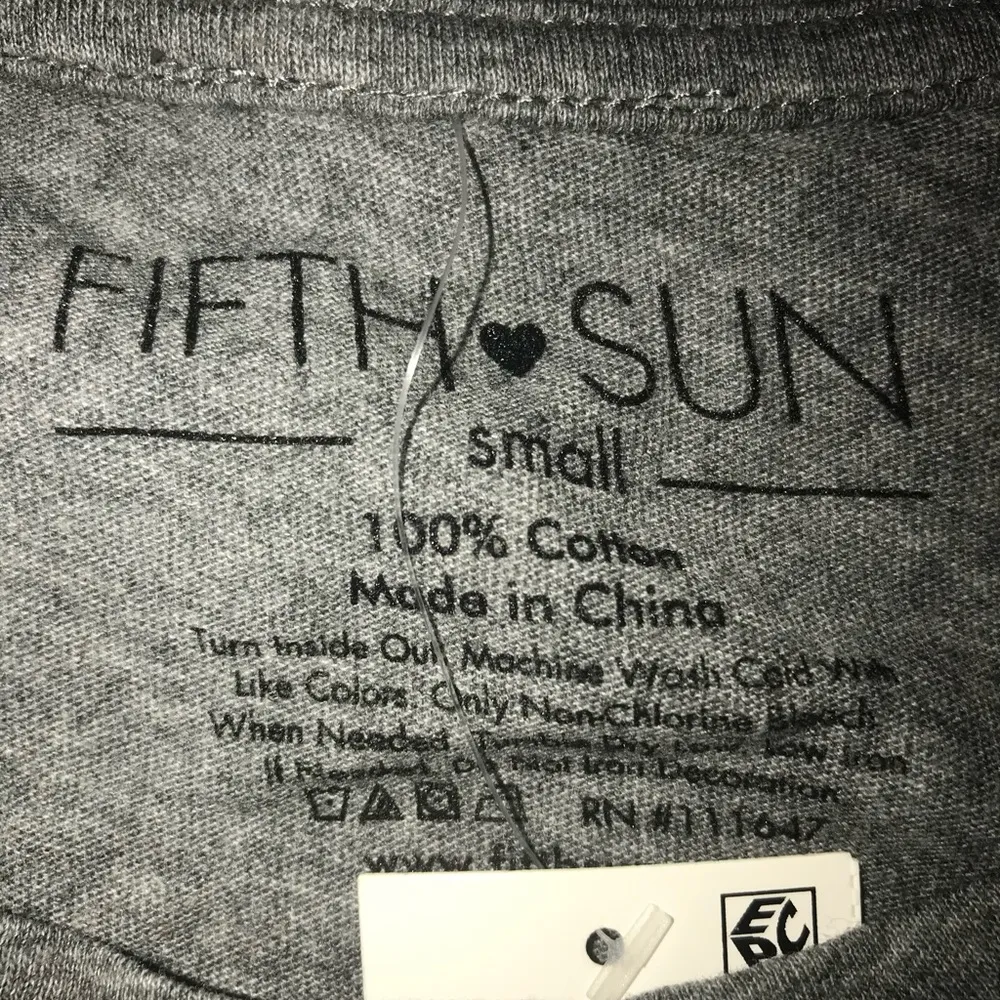 FIFTH♥SUN
small
100% Cotton
Made in China
Turn Inside Out Machine Wash Cold With
Like Colors. Only Non-Chlorine Bleach
When Needed. Tumble Dry Low. Low Iron
If Needed. Do Not Iron Decoration
RN #111647
EPC